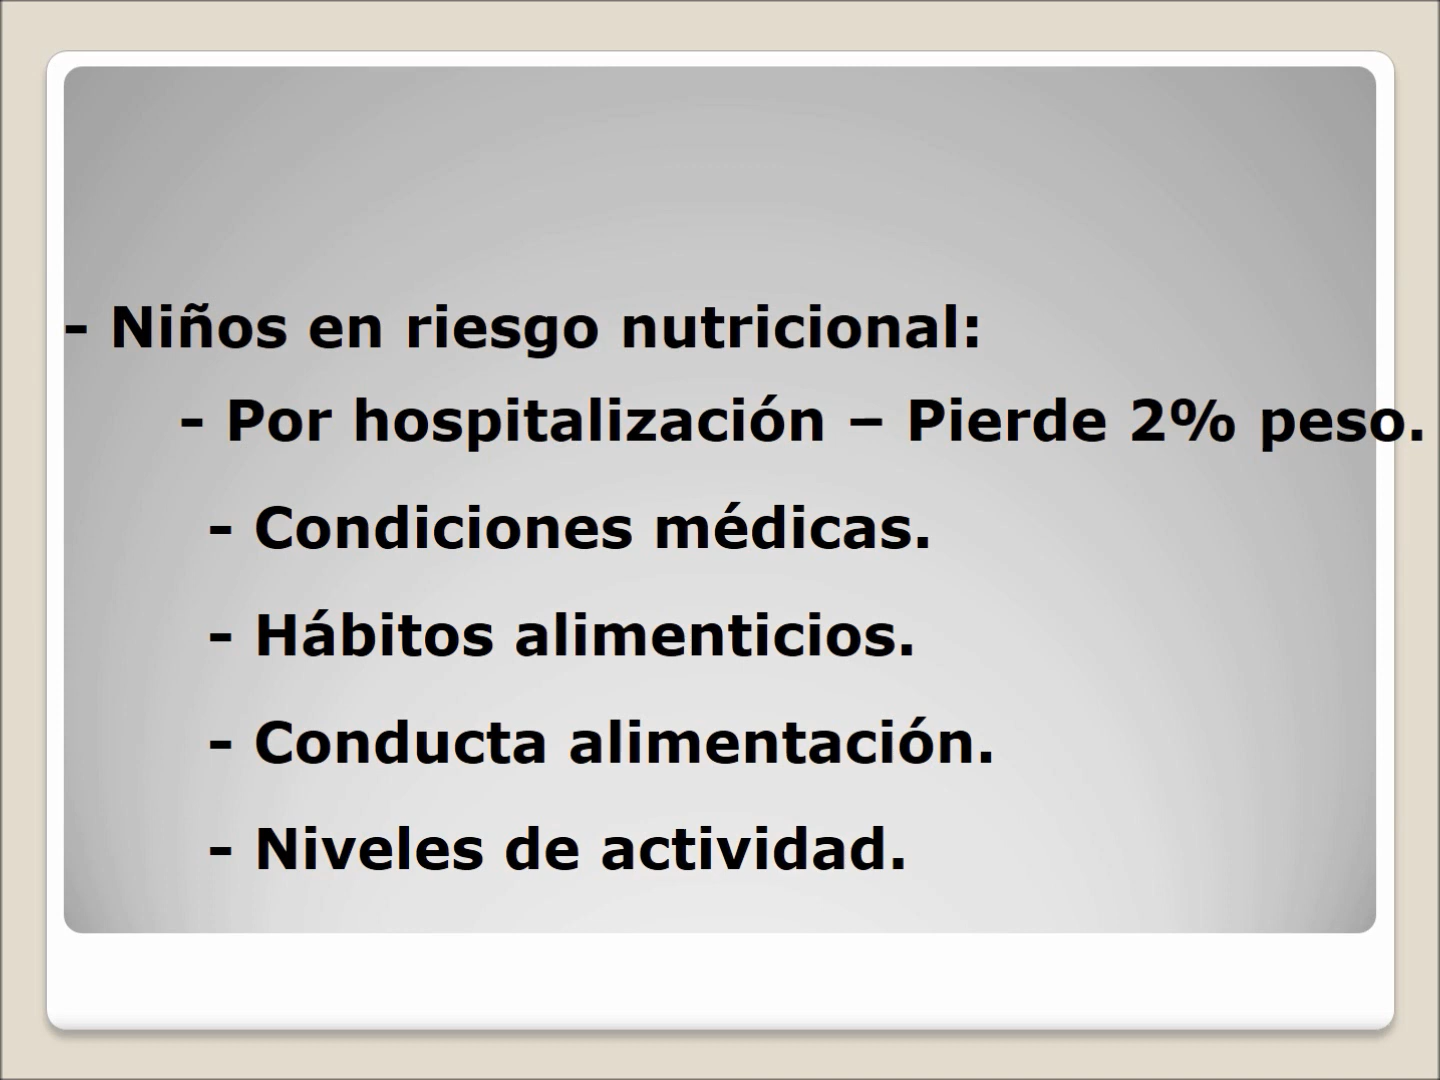 - Niños en riesgo nutricional:
- Por hospitalización – Pierde 2% peso.
- Condiciones médicas.
- Hábitos alimenticios.
- Conducta alimentación.
- Niveles de actividad.